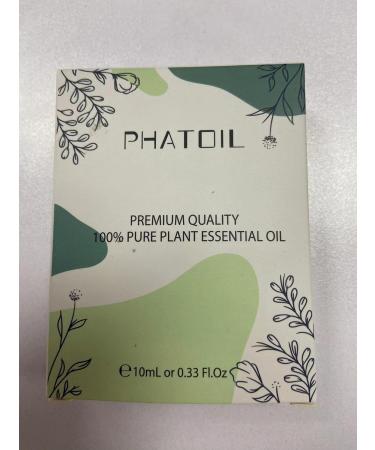 PHATOIL
PREMIUM QUALITY
100% PURE PLANT ESSENTIAL OIL
℮10mL or 0.33 Fl.Oz